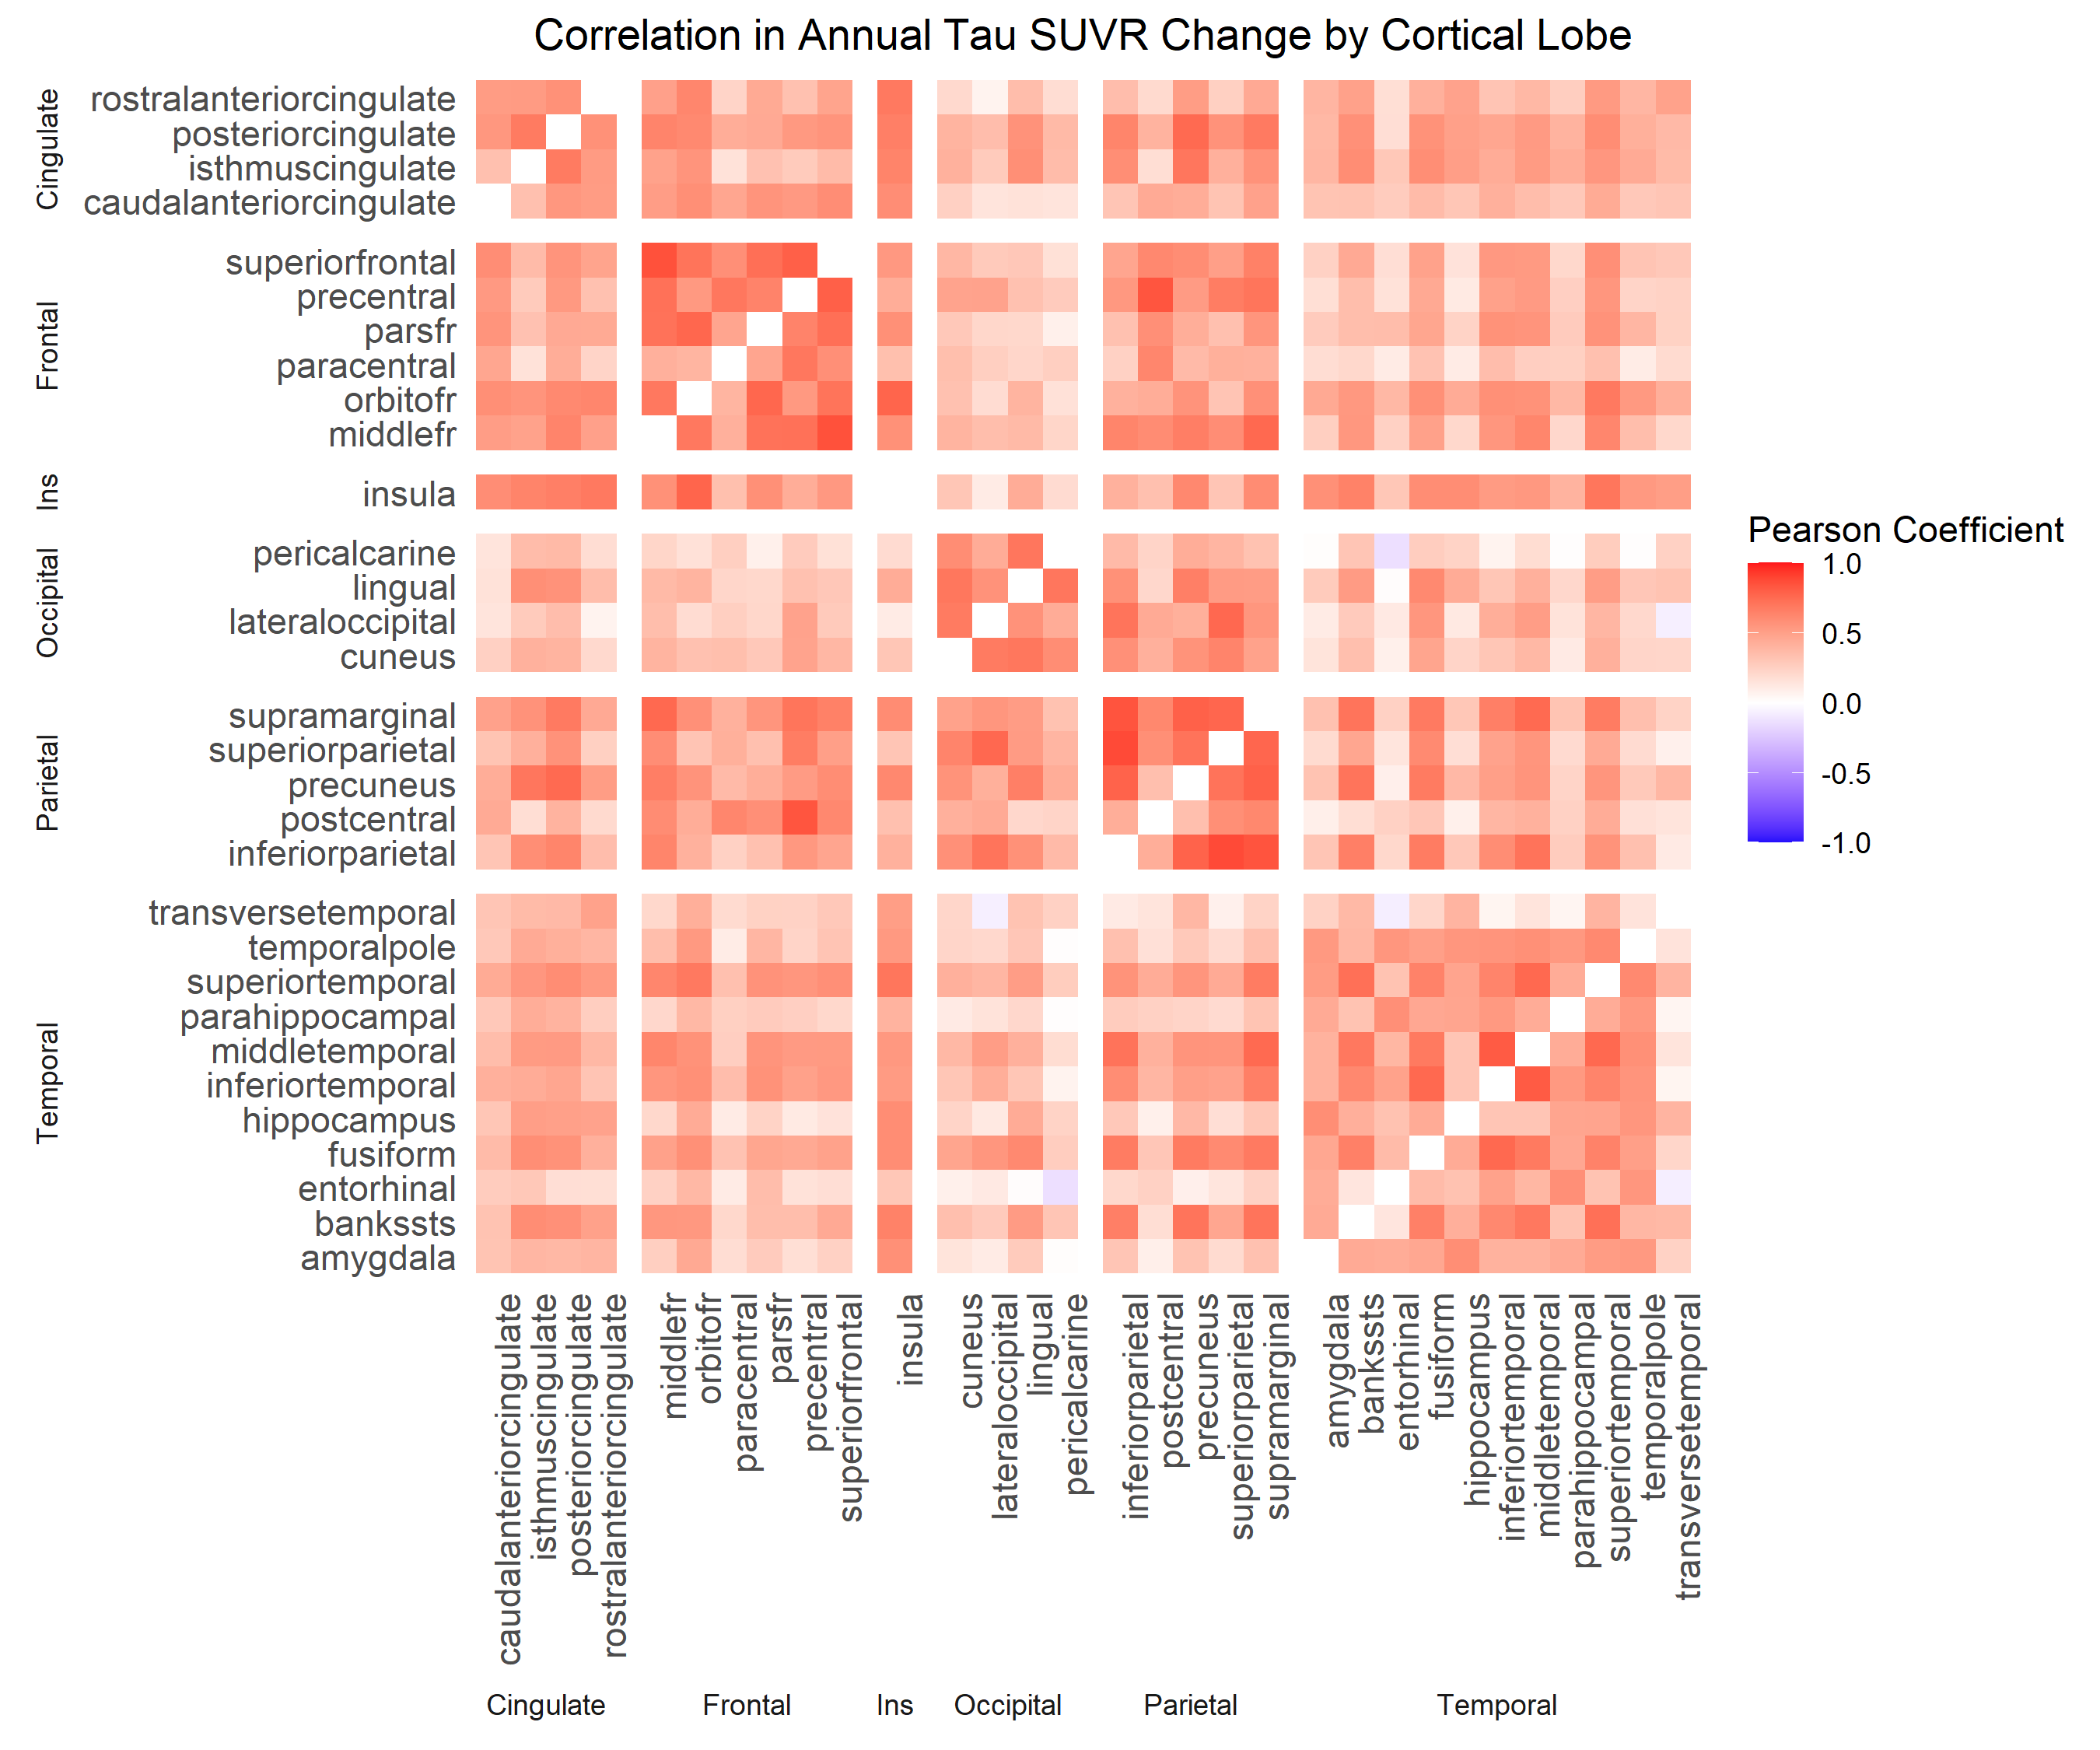 Correlation in Annual Tau SUVR Change by Cortical Lobe
Cingulate
rostralanteriorcingulate
posteriorcingulate
isthmuscingulate
caudalanteriorcingulate
Frontal
superiorfrontal
precentral
parsfr
paracentral
orbitofr
middlefr
Ins
insula
Occipital
pericalcarine
lingual
lateraloccipital
cuneus
Parietal
supramarginal
superiorparietal
precuneus
postcentral
inferiorparietal
Temporal
transversetemporal
temporalpole
superiortemporal
parahippocampal
middletemporal
inferiortemporal
hippocampus
fusiform
entorhinal
bankssts
amygdala
Pearson Coefficient
1.0
0.5
0.0
-0.5
-1.0
caudalanteriorcingulate
isthmuscingulate
posteriorcingulate
rostralanteriorcingulate
middlefr
orbitofr
paracentral
parsfr
precentral
superiorfrontal
insula
cuneus
lateraloccipital
lingual
pericalcarine
inferiorparietal
postcentral
precuneus
superiorparietal
supramarginal
amygdala
bankssts
entorhinal
fusiform
hippocampus
inferiortemporal
middletemporal
parahippocampal
superiortemporal
temporalpole
transversetemporal
Cingulate
Frontal
Ins
Occipital
Parietal
Temporal